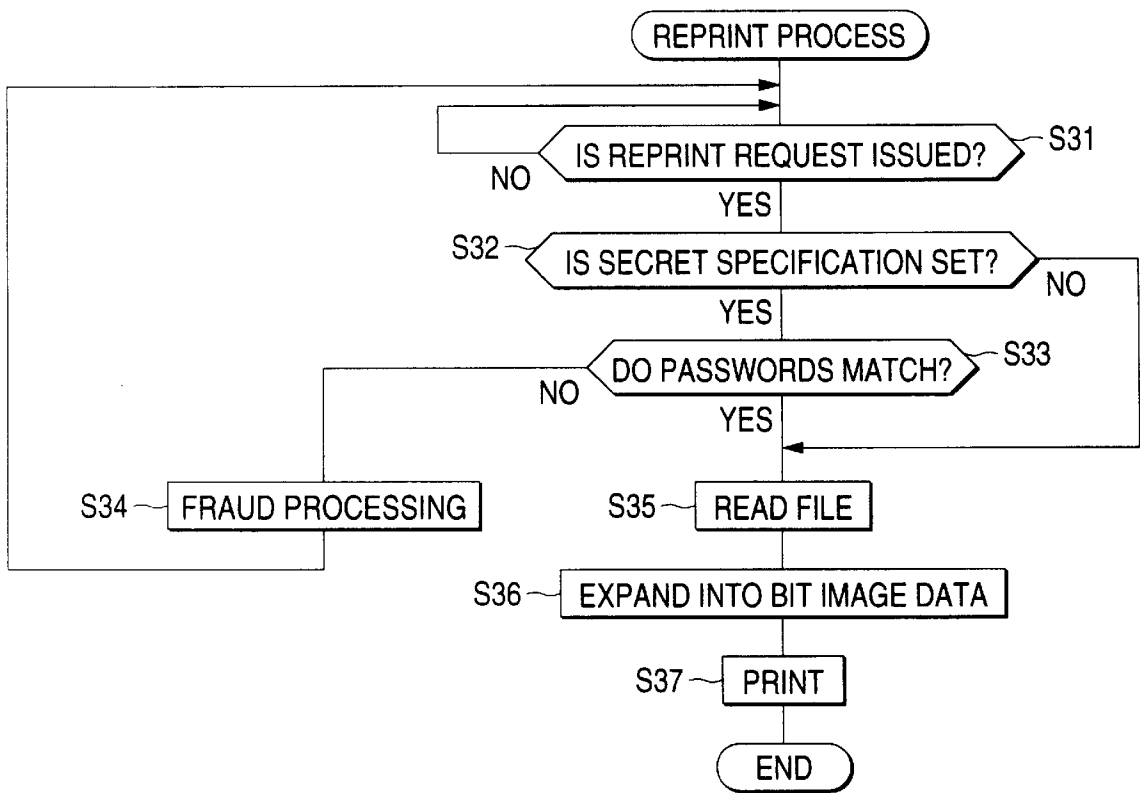 REPRINT PROCESS
IS REPRINT REQUEST ISSUED?
S31
NO
YES
S32
IS SECRET SPECIFICATION SET?
NO
YES
DO PASSWORDS MATCH?
S33
NO
YES
S34
FRAUD PROCESSING
S35
READ FILE
S36
EXPAND INTO BIT IMAGE DATA
S37
PRINT
END